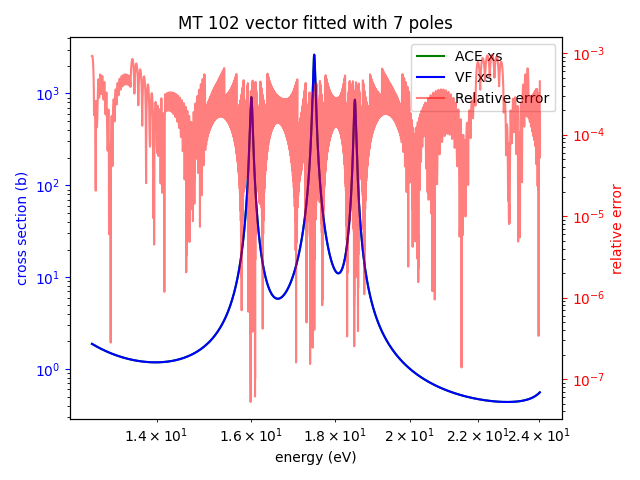 MT 102 vector fitted with 7 poles
ACE xs
VF xs
Relative error
10³
10²
10¹
10⁰
cross section (b)
10⁻³
10⁻⁴
10⁻⁵
10⁻⁶
10⁻⁷
relative error
1.4 × 10¹ 1.6 × 10¹ 1.8 × 10¹ 2 × 10¹ 2.2 × 10¹ 2.4 × 10¹
energy (eV)